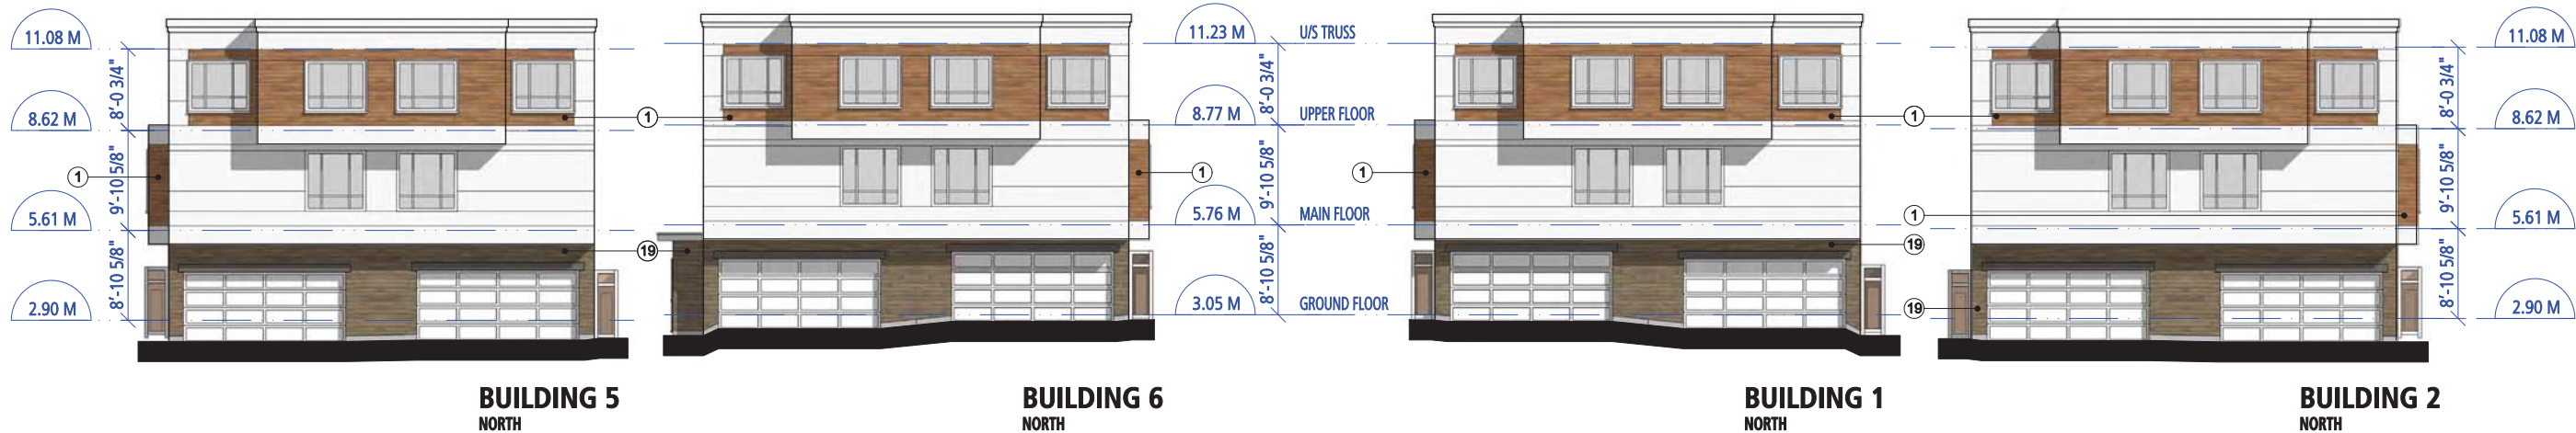 11.08 M
8'-0 3/4"
8.62 M
9'-10 5/8"
5.61 M
8'-10 5/8"
2.90 M
1
1
19
BUILDING 5
NORTH
11.23 M U/S TRUSS
8'-0 3/4"
8.77 M UPPER FLOOR
9'-10 5/8"
5.76 M MAIN FLOOR
8'-10 5/8"
3.05 M GROUND FLOOR
1
BUILDING 6
NORTH
1
1
1
19
19
BUILDING 1
NORTH
11.08 M
8'-0 3/4"
8.62 M
9'-10 5/8"
5.61 M
8'-10 5/8"
2.90 M
BUILDING 2
NORTH